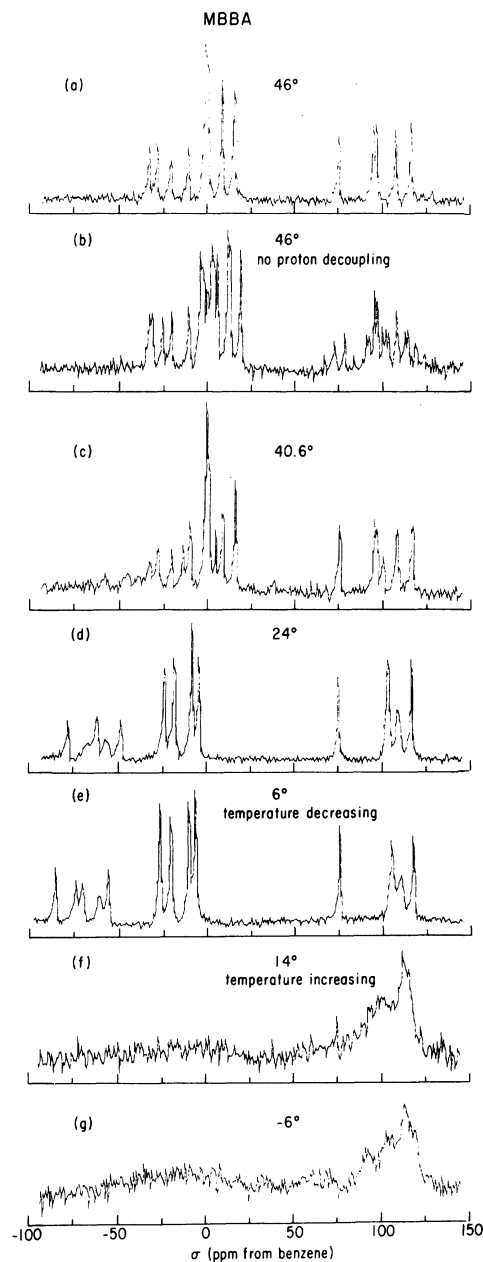 MBBA
(a) 46°
(b) 46°
no proton decoupling
(c) 40.6°
(d) 24°
(e) 6°
temperature decreasing
(f) 14°
temperature increasing
(g) -6°
-100 -50 0 50 100 150
σ (ppm from benzene)